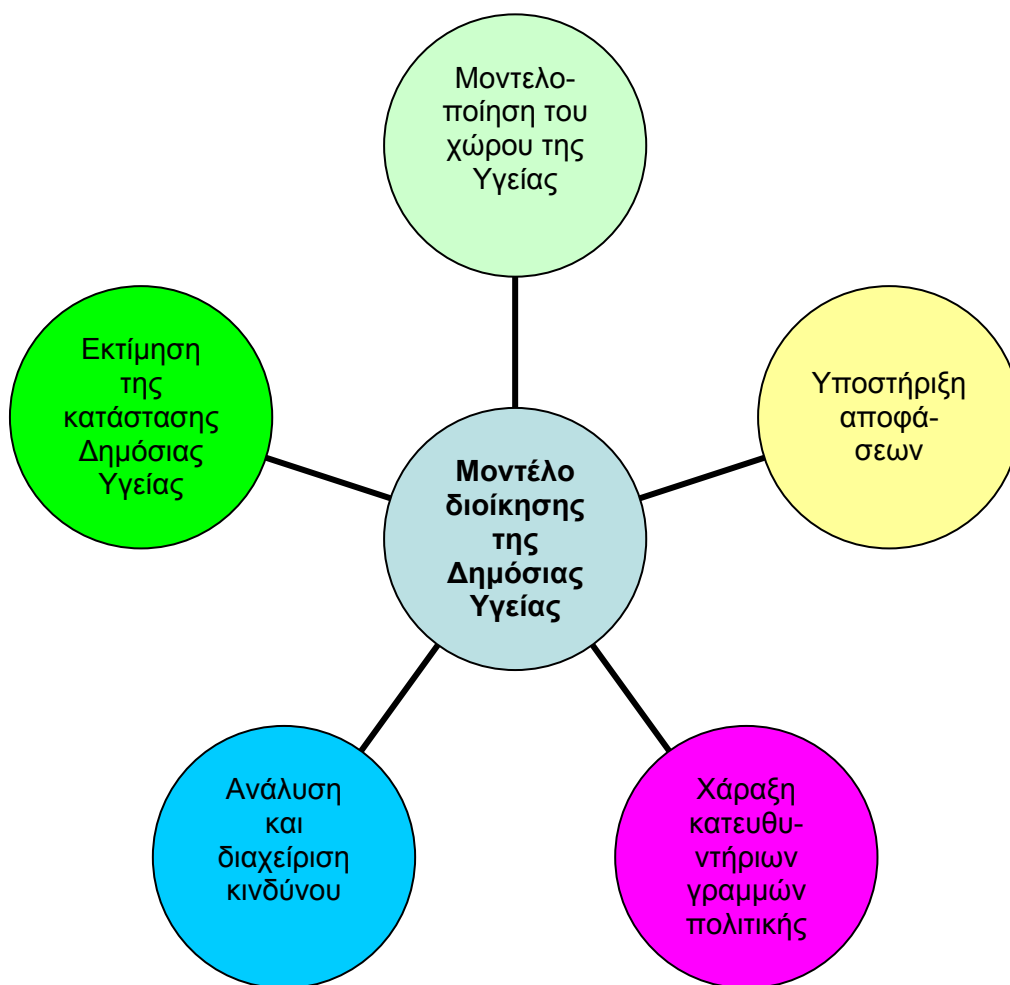 Μοντελο-
ποίηση του
χώρου της
Υγείας
Εκτίμηση
της
κατάστασης
Δημόσιας
Υγείας
Υποστήριξη
αποφά-
σεων
Μοντέλο
διοίκησης
της
Δημόσιας
Υγείας
Ανάλυση
και
διαχείριση
κινδύνου
Χάραξη
κατευθυ-
ντήριων
γραμμών
πολιτικής